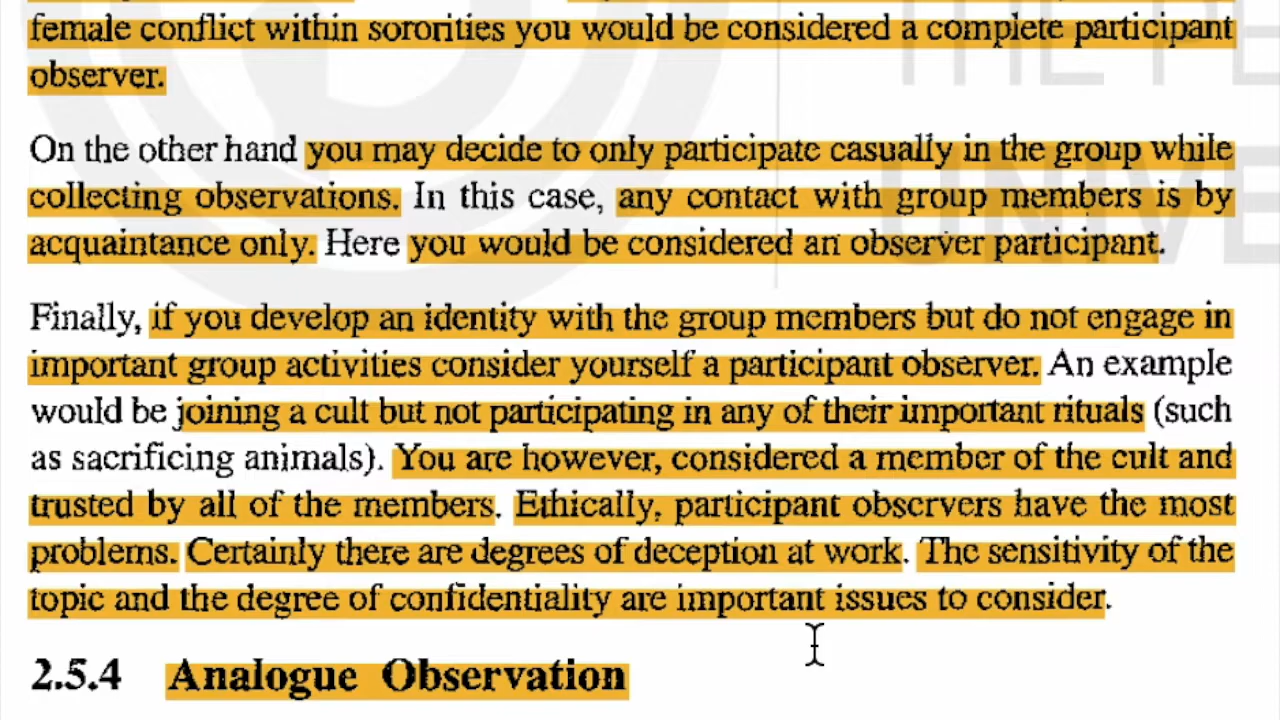 female conflict within sororities you would be considered a complete participant
observer.
On the other hand you may decide to only participate casually in the group while
collecting observations. In this case, any contact with group members is by
acquaintance only. Here you would be considered an observer participant.
Finally, if you develop an identity with the group members but do not engage in
important group activities consider yourself a participant observer. An example
would be joining a cult but not participating in any of their important rituals (such
as sacrificing animals). You are however, considered a member of the cult and
trusted by all of the members. Ethically, participant observers have the most
problems. Certainly there are degrees of deception at work. The sensitivity of the
topic and the degree of confidentiality are important issues to consider.
2.5.4 Analogue Observation